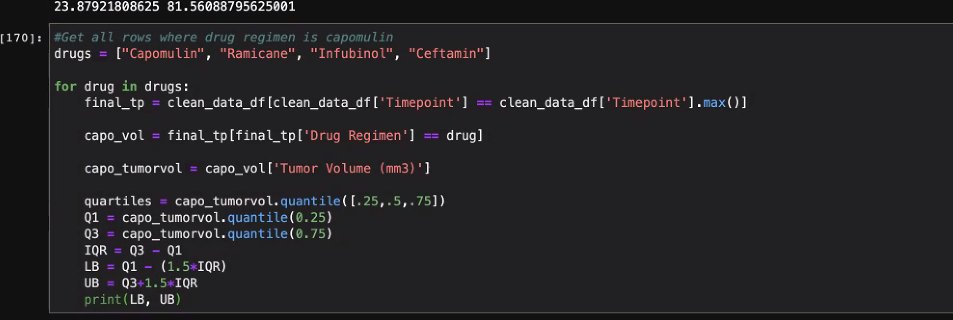 23.87921808625 81.56088795625001
[170]: #Get all rows where drug regimen is capomulin
drugs = ["Capomulin", "Ramicane", "Infubinol", "Ceftamin"]
for drug in drugs:
    final_tp = clean_data_df[clean_data_df['Timepoint'] == clean_data_df['Timepoint'].max()]
    capo_vol = final_tp[final_tp['Drug Regimen'] == drug]
    capo_tumorvol = capo_vol['Tumor Volume (mm3)']
    quartiles = capo_tumorvol.quantile([.25,.5,.75])
    Q1 = capo_tumorvol.quantile(0.25)
    Q3 = capo_tumorvol.quantile(0.75)
    IQR = Q3 - Q1
    LB = Q1 - (1.5*IQR)
    UB = Q3+1.5*IQR
    print(LB, UB)